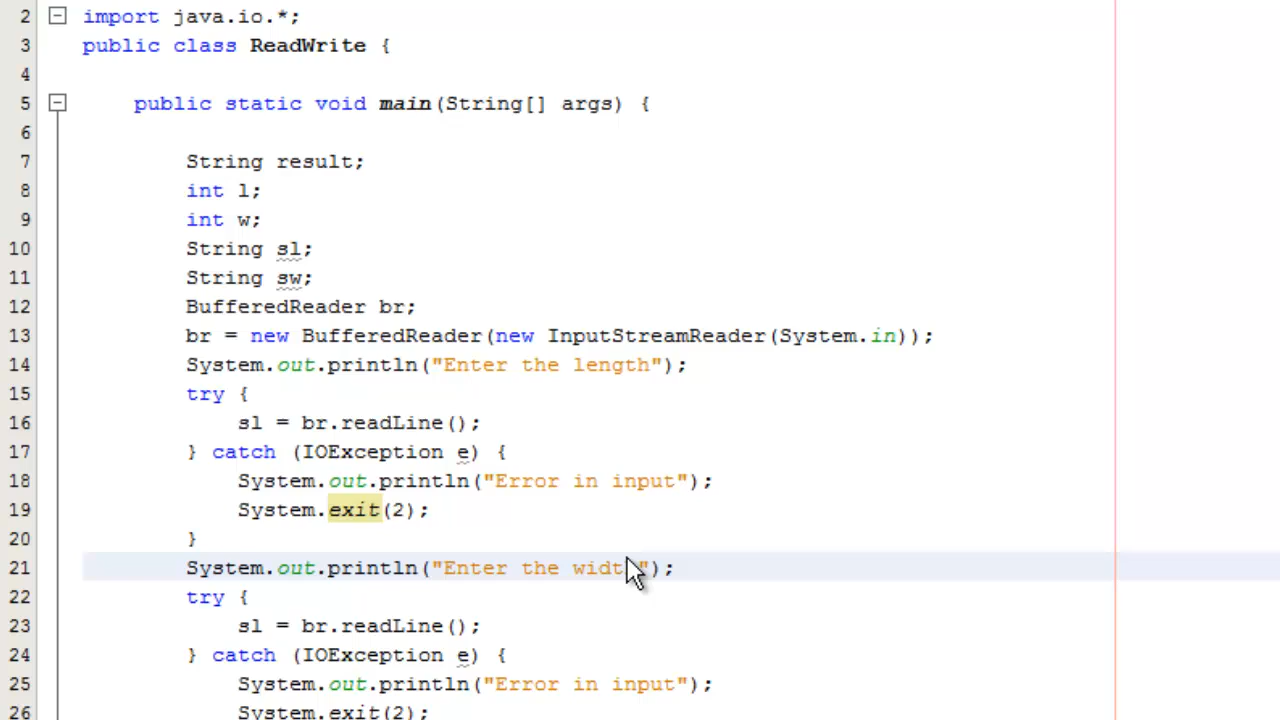 2 import java.io.*;
3 public class ReadWrite {
4
5 public static void main(String[] args) {
6
7 String result;
8 int l;
9 int w;
10 String sl;
11 String sw;
12 BufferedReader br;
13 br = new BufferedReader(new InputStreamReader(System.in));
14 System.out.println("Enter the length");
15 try {
16 sl = br.readLine();
17 } catch (IOException e) {
18 System.out.println("Error in input");
19 System.exit(2);
20 }
21 System.out.println("Enter the width");
22 try {
23 sl = br.readLine();
24 } catch (IOException e) {
25 System.out.println("Error in input");
26 System.exit(2);